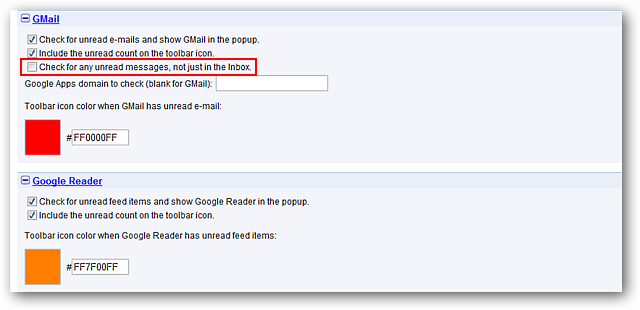 GMail
Check for unread e-mails and show GMail in the popup.
Include the unread count on the toolbar icon.
Check for any unread messages, not just in the Inbox.
Google Apps domain to check (blank for GMail):
Toolbar icon color when GMail has unread e-mail:
#FF0000FF
Google Reader
Check for unread feed items and show Google Reader in the popup.
Include the unread count on the toolbar icon.
Toolbar icon color when Google Reader has unread feed items:
#FF7F00FF